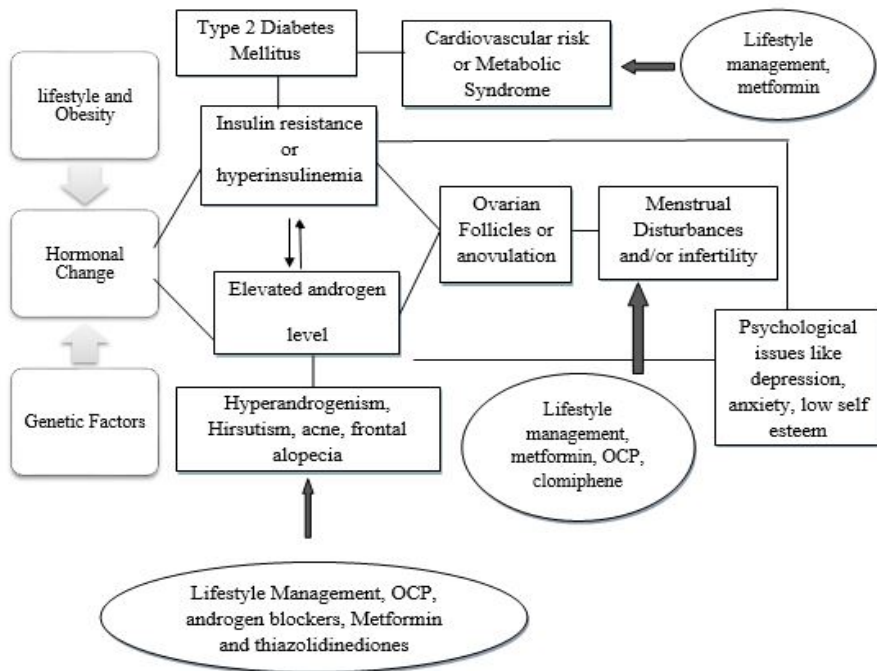 Type 2 Diabetes
Mellitus
Cardiovascular risk
or Metabolic
Syndrome
Lifestyle
management,
metformin
lifestyle and
Obesity
Insulin resistance
or
hyperinsulinemia
Hormonal
Change
Ovarian
Follicles or
anovulation
Menstrual
Disturbances
and/or infertility
Elevated androgen
level
Psychological
issues like
depression,
anxiety, low self
esteem
Genetic Factors
Hyperandrogenism,
Hirsutism, acne, frontal
alopecia
Lifestyle
management,
metformin, OCP,
clomiphene
Lifestyle Management, OCP,
androgen blockers, Metformin
and thiazolidinediones